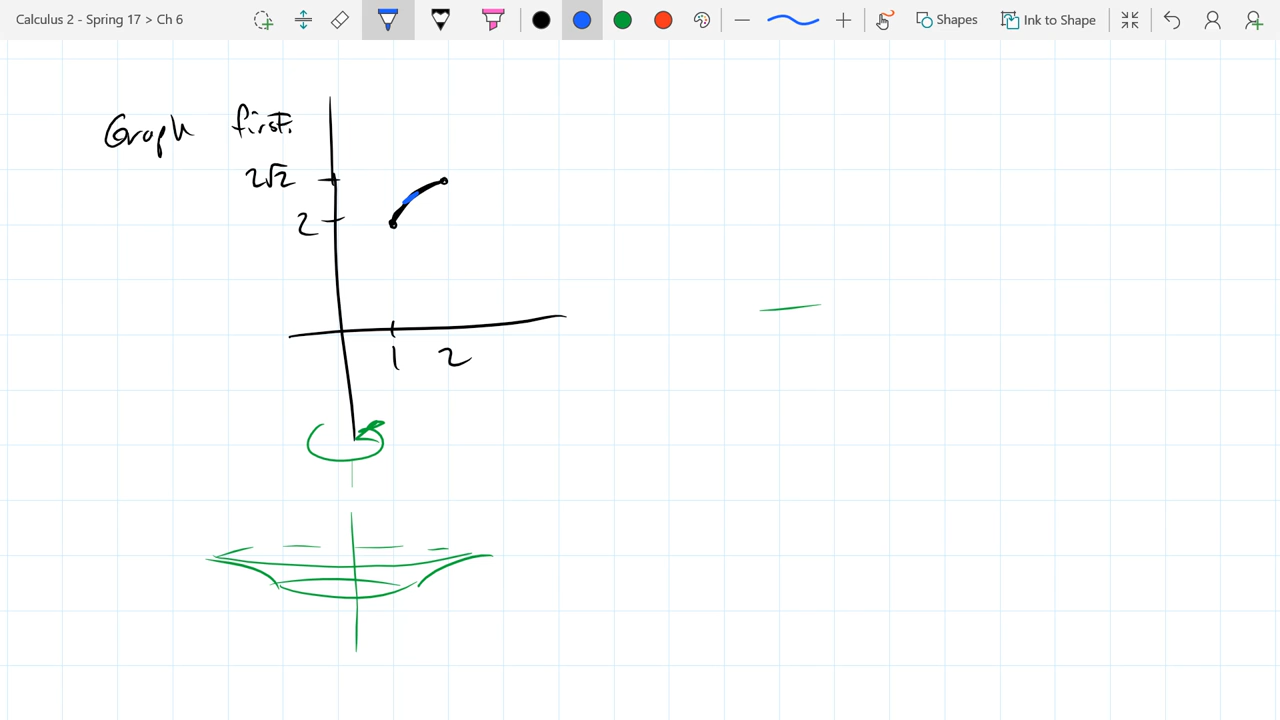 Calculus 2 - Spring 17 > Ch 6
Shapes
Ink to Shape
Graph first.
2√2
2
1 2